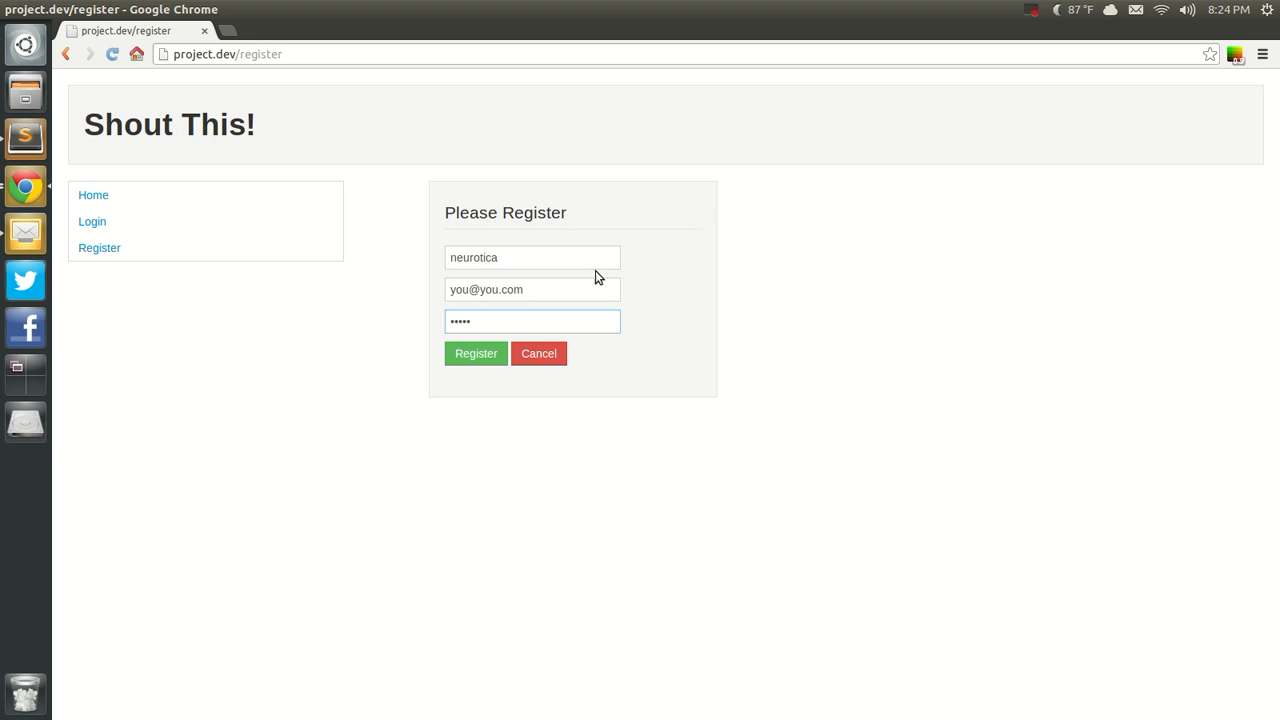 project.dev/register - Google Chrome
87 °F
8:24 PM
project.dev/register
project.dev/register
Shout This!
Home
Login
Register
Please Register
neurotica
you@you.com
•••••
Register Cancel